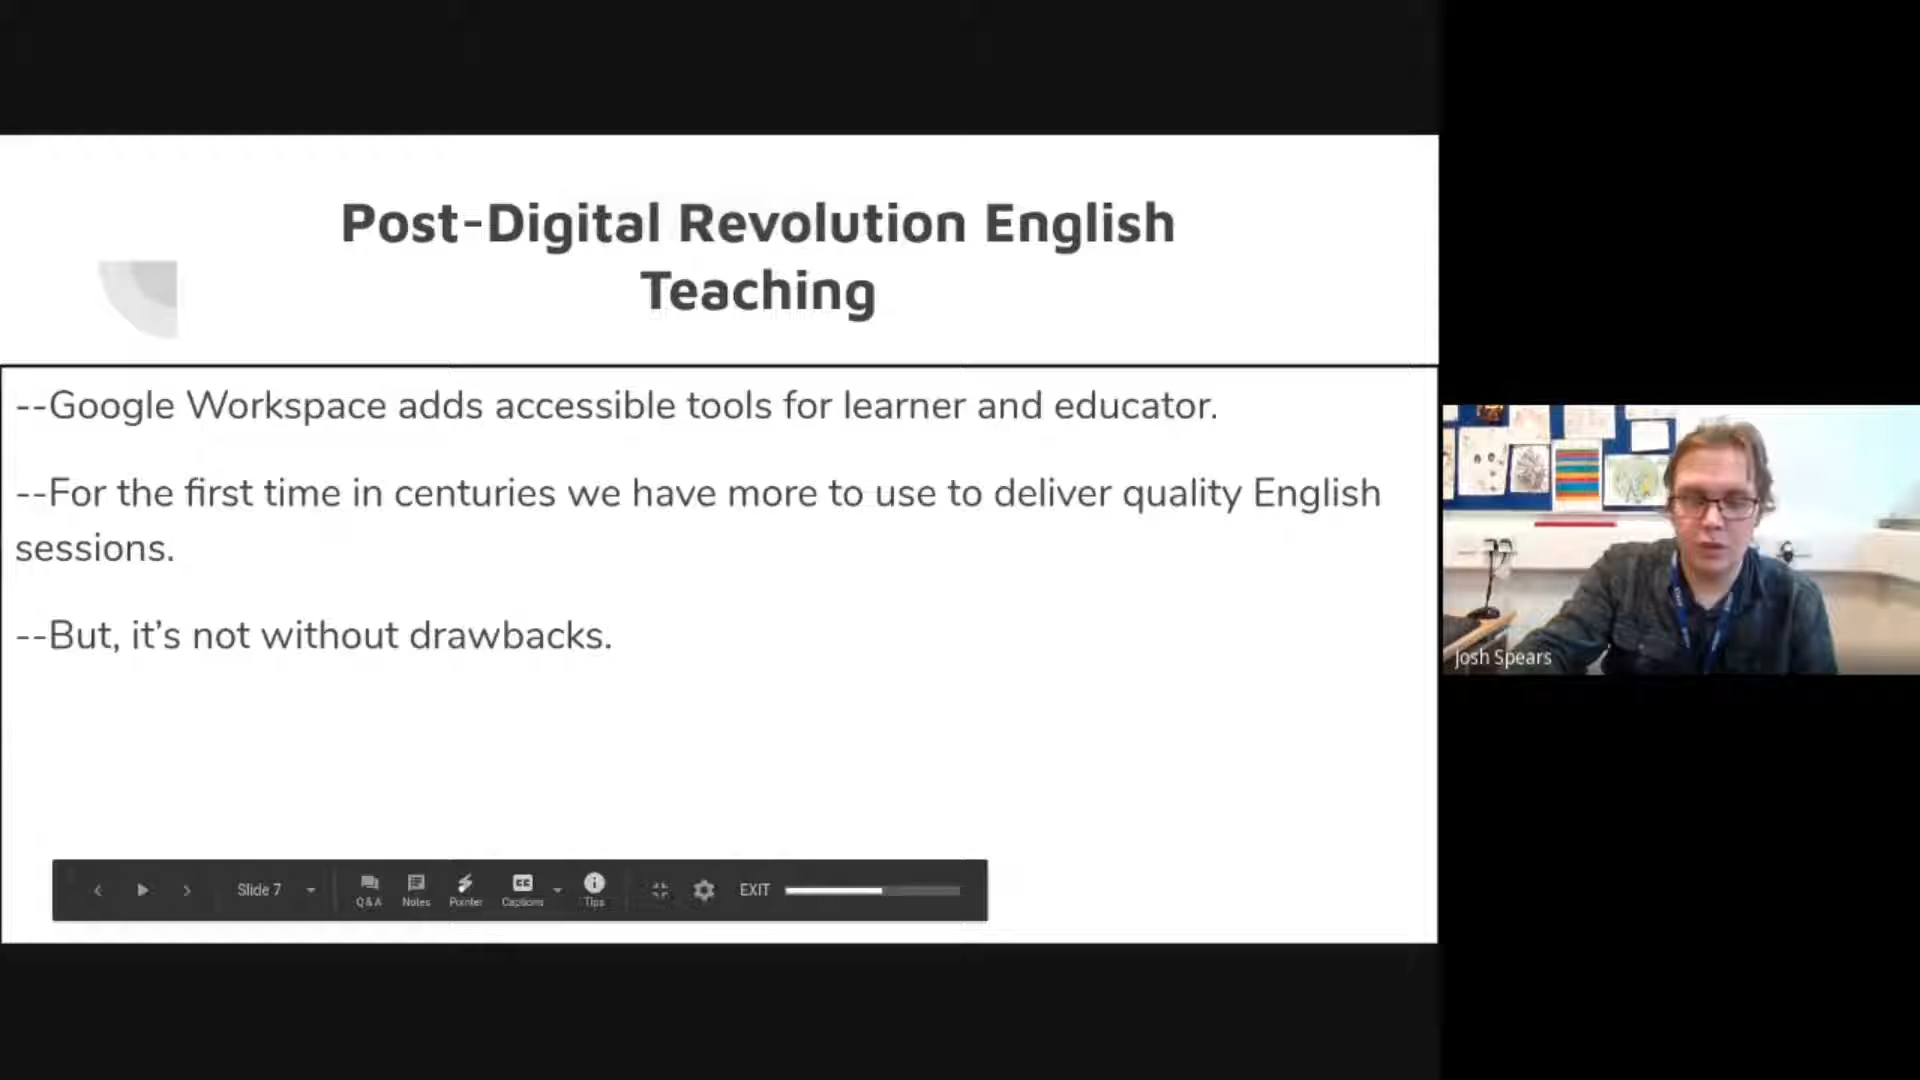 Post-Digital Revolution English
Teaching
--Google Workspace adds accessible tools for learner and educator.
--For the first time in centuries we have more to use to deliver quality English
sessions.
--But, it's not without drawbacks.
Slide 7
Q&A
Notes
Pointer
CC
Captions
Tips
EXIT
Josh Spears